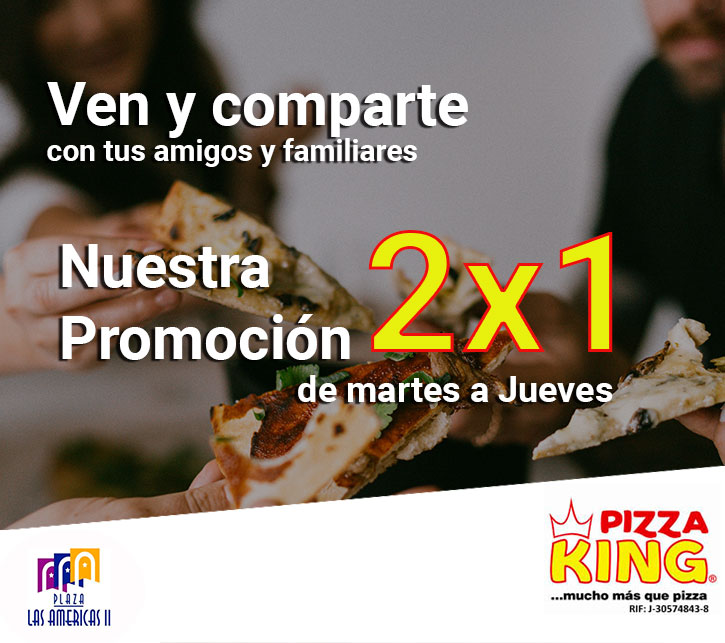 Ven y comparte
con tus amigos y familiares
Nuestra
Promoción
2x1
de martes a Jueves
PLAZA
LAS AMERICAS II
PIZZA
KING®
...mucho más que pizza
RIF: J-30574843-8